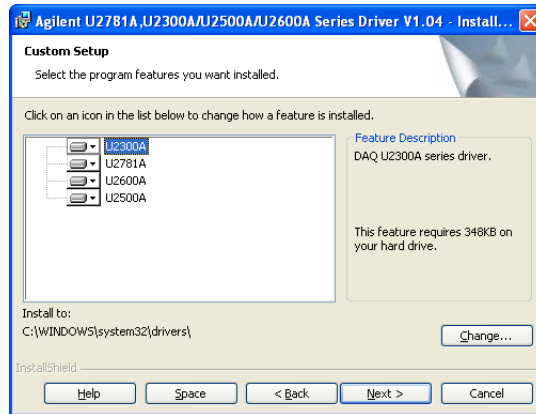 Agilent U2781A,U2300A/U2500A/U2600A Series Driver V1.04 - Install...
Custom Setup
Select the program features you want installed.
Click on an icon in the list below to change how a feature is installed.
U2300A
U2781A
U2600A
U2500A
Feature Description
DAQ U2300A series driver.
This feature requires 348KB on
your hard drive.
Install to:
C:\WINDOWS\system32\drivers\
Change...
InstallShield
Help
Space
< Back
Next >
Cancel